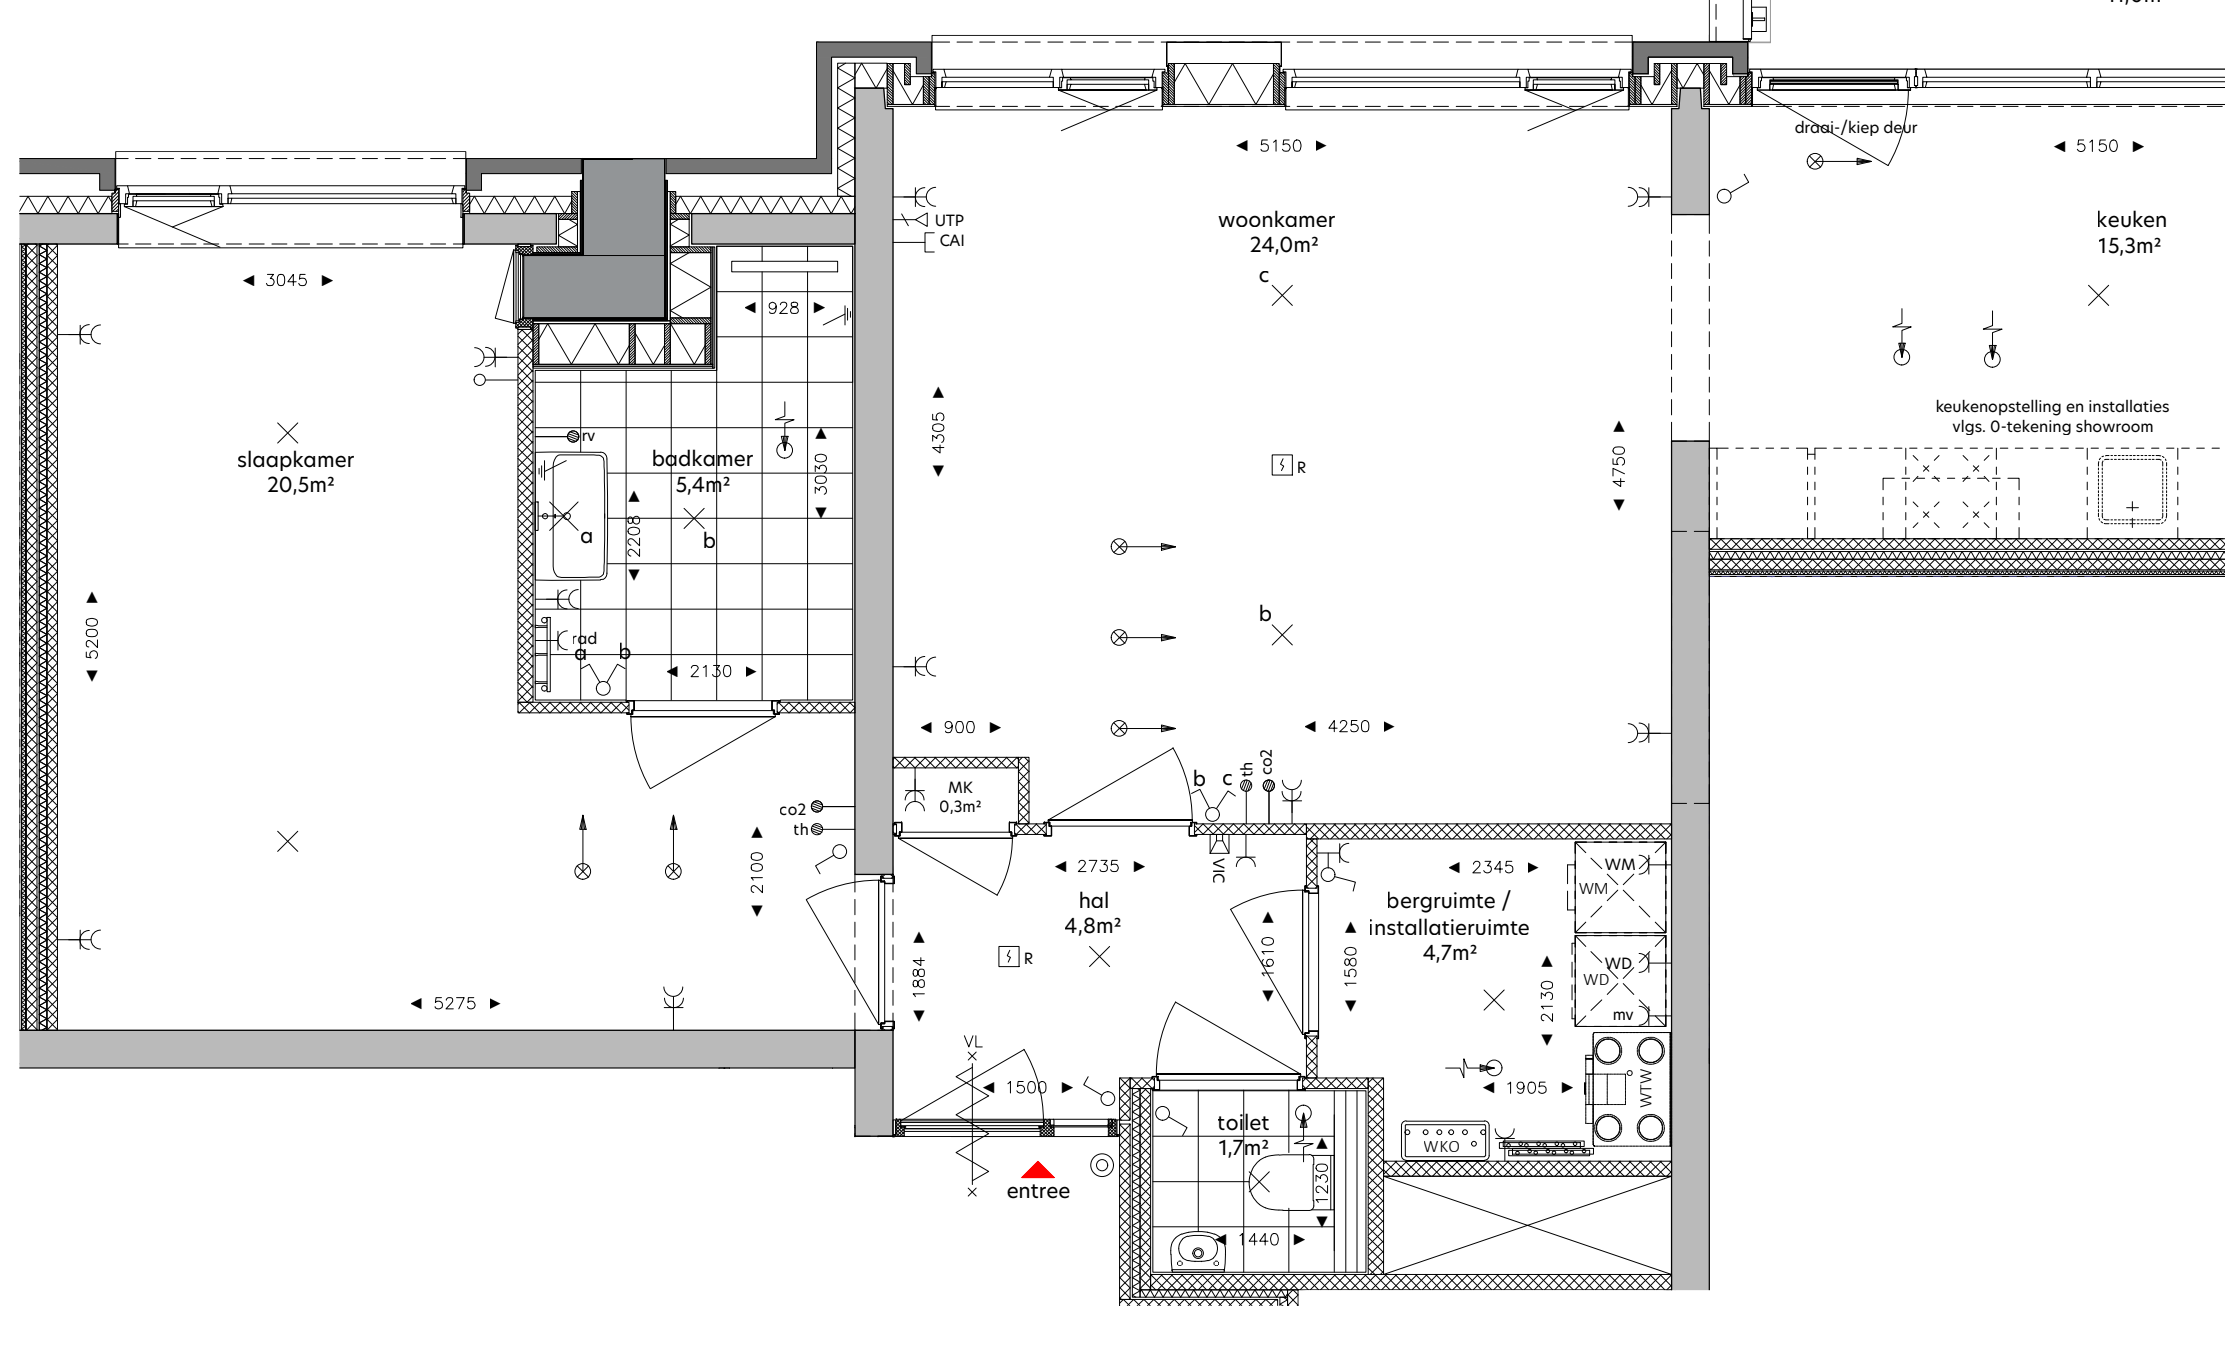 draai-/kiep deur
5150
5150
woonkamer
24,0m²
c
keuken
15,3m²
UTP
CAI
3045
928
4305
4750
keukenopstelling en installaties
vlgs. 0-tekening showroom
slaapkamer
20,5m²
rv
badkamer
5,4m²
3030
2208
a
b
R
5200
rad
a
b
2130
b
900
4250
MK
0,3m²
b
c
th
co2
co2
th
2100
VIC
2735
hal
4,8m²
R
1884
1610
1580
2345
bergruimte /
installatieruimte
4,7m²
WM
WM
WD
WD
mv
2130
5275
VL
1500
1905
WTW
WKO
toilet
1,7m²
1230
1440
entree